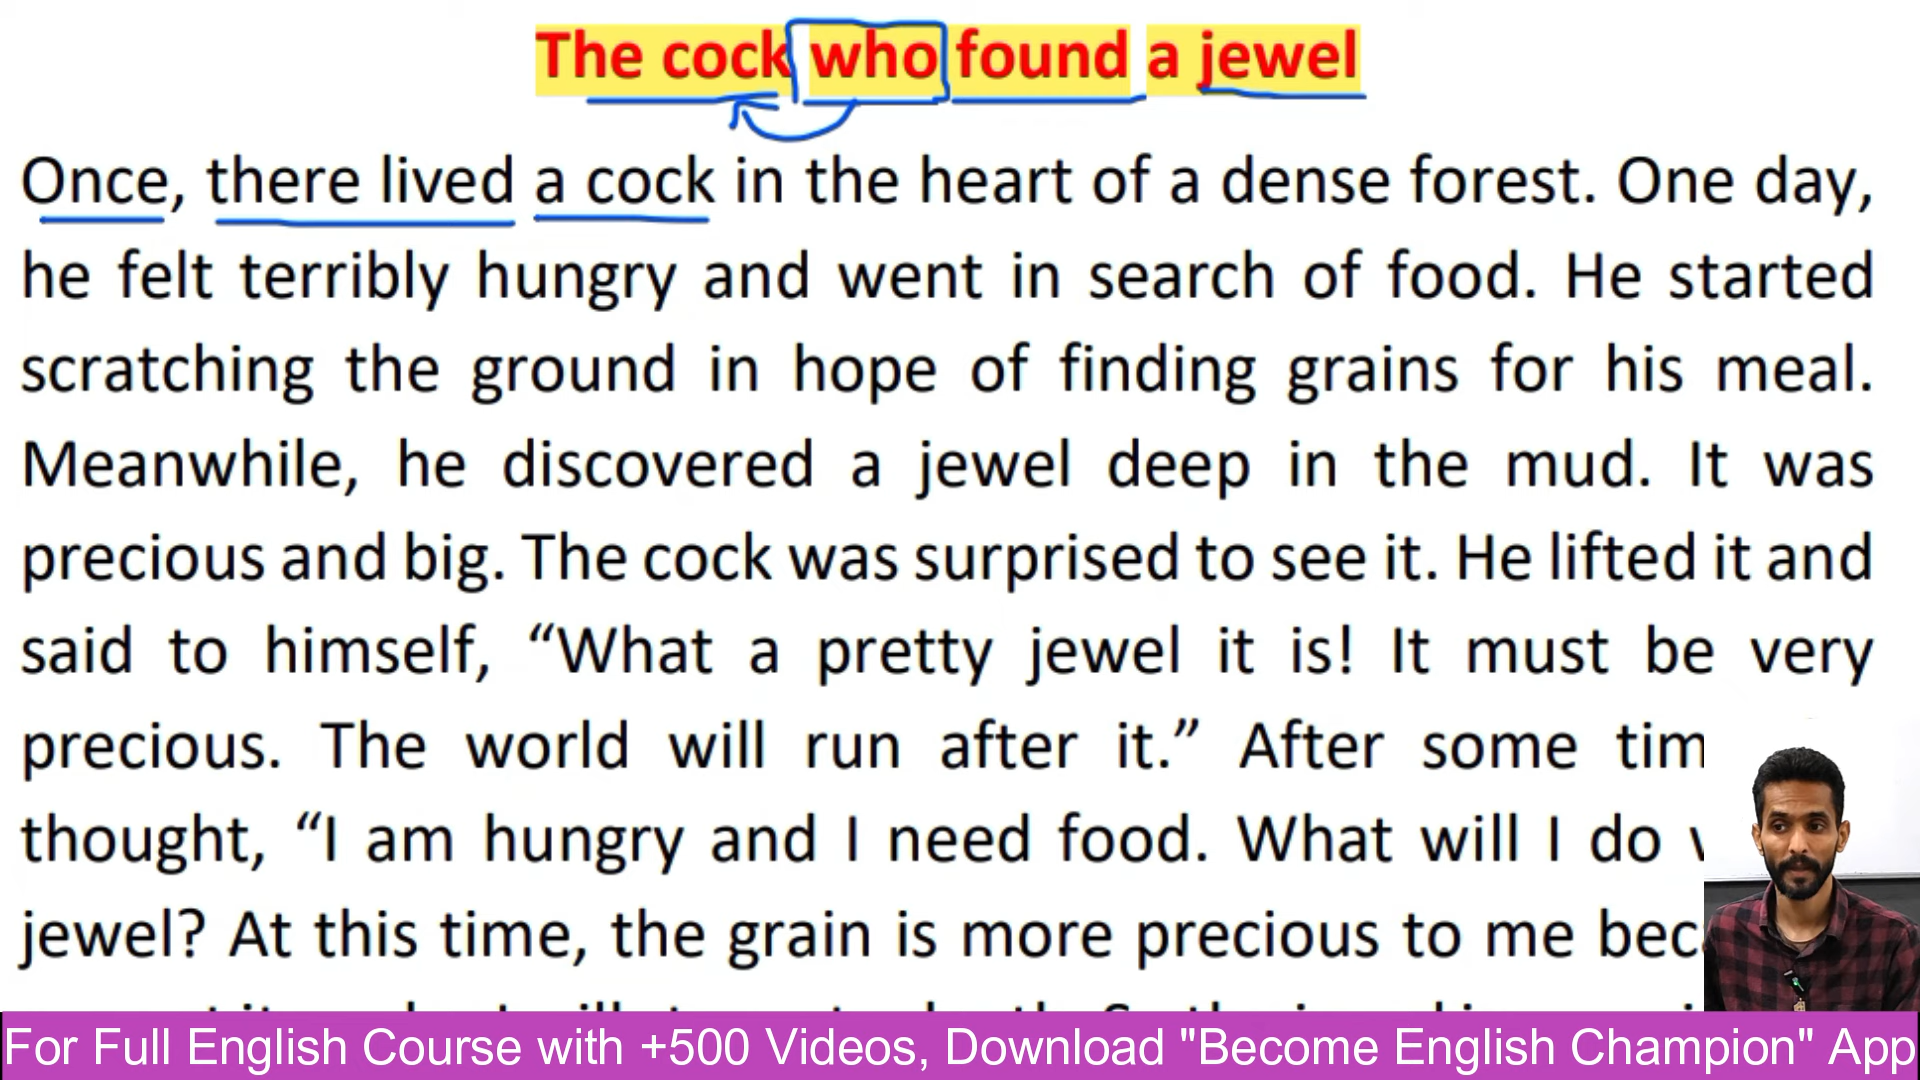 The cock who found a jewel
Once, there lived a cock in the heart of a dense forest. One day,
he felt terribly hungry and went in search of food. He started
scratching the ground in hope of finding grains for his meal.
Meanwhile, he discovered a jewel deep in the mud. It was
precious and big. The cock was surprised to see it. He lifted it and
said to himself, “What a pretty jewel it is! It must be very
precious. The world will run after it.” After some
thought, “I am hungry and I need food. What will I do
jewel? At this time, the grain is more precious to me
For Full English Course with +500 Videos, Download "Become English Champion" App